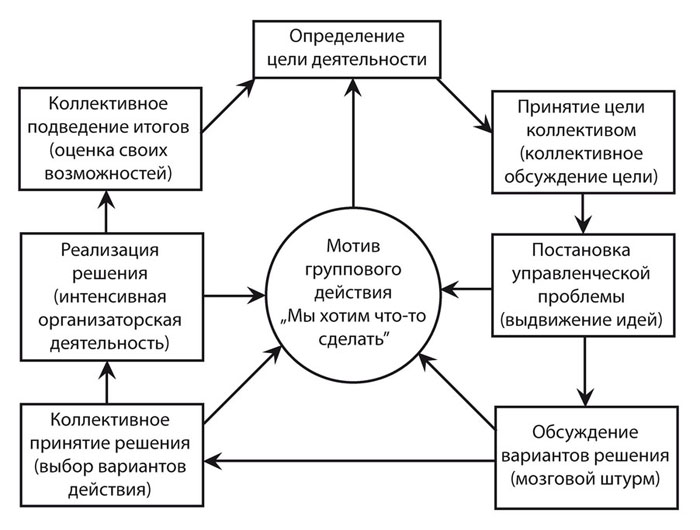 Определение
цели деятельности
Коллективное
подведение итогов
(оценка своих
возможностей)
Принятие цели
коллективом
(коллективное
обсуждение цели)
Реализация
решения
(интенсивная
организаторская
деятельность)
Мотив
группового
действия
„Мы хотим что-то
сделать”
Постановка
управленческой
проблемы
(выдвижение идей)
Коллективное
принятие решения
(выбор вариантов
действия)
Обсуждение
вариантов решения
(мозговой штурм)